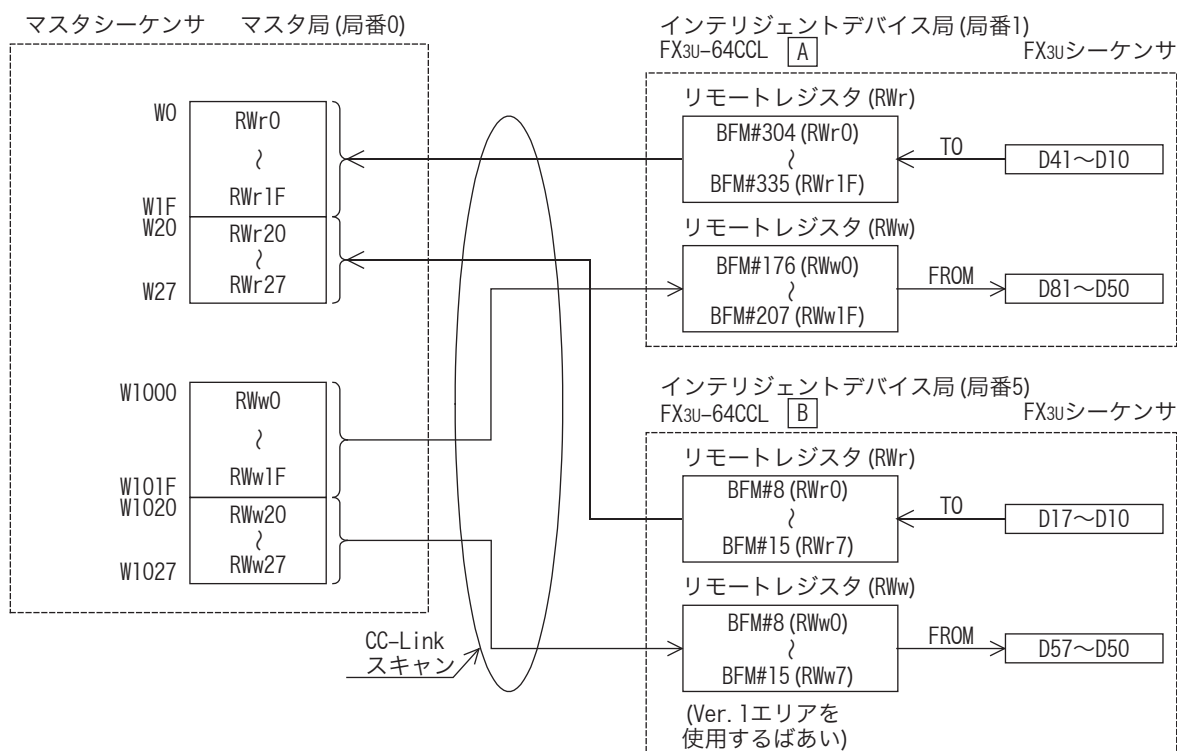 マスタシーケンサ マスタ局(局番0)
W0
RWr0
～
RWr1F
W1F
W20
RWr20
～
RWr27
W27
W1000
RWw0
～
RWw1F
W101F
W1020
RWw20
～
RWw27
W1027
CC-Link
スキャン
インテリジェントデバイス局(局番1)
FX3U-64CCL A FX3Uシーケンサ
リモートレジスタ(RWr)
BFM#304(RWr0)
～
BFM#335(RWr1F)
TO
D41～D10
リモートレジスタ(RWw)
BFM#176(RWw0)
～
BFM#207(RWw1F)
FROM
D81～D50
インテリジェントデバイス局(局番5)
FX3U-64CCL B FX3Uシーケンサ
リモートレジスタ(RWr)
BFM#8(RWr0)
～
BFM#15(RWr7)
TO
D17～D10
リモートレジスタ(RWw)
BFM#8(RWw0)
～
BFM#15(RWw7)
FROM
D57～D50
(Ver.1エリアを
使用するばあい)